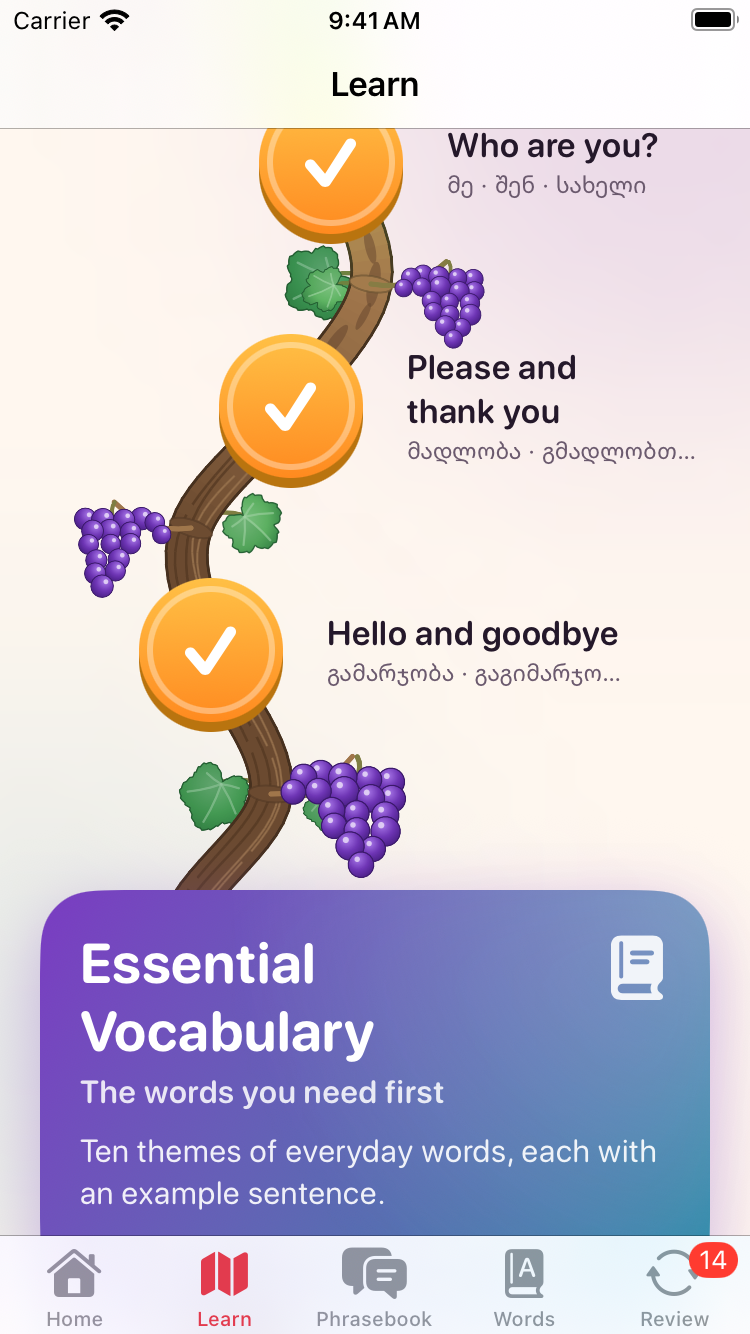 Carrier
9:41 AM
Learn
Who are you?
მე · შენ · სახელი
Please and
thank you
მადლობა · გმადლობთ...
Hello and goodbye
გამარჯობა · გაგიმარჯო...
Essential
Vocabulary
The words you need first
Ten themes of everyday words, each with
an example sentence.
A
14
Home
Learn
Phrasebook
Words
Review